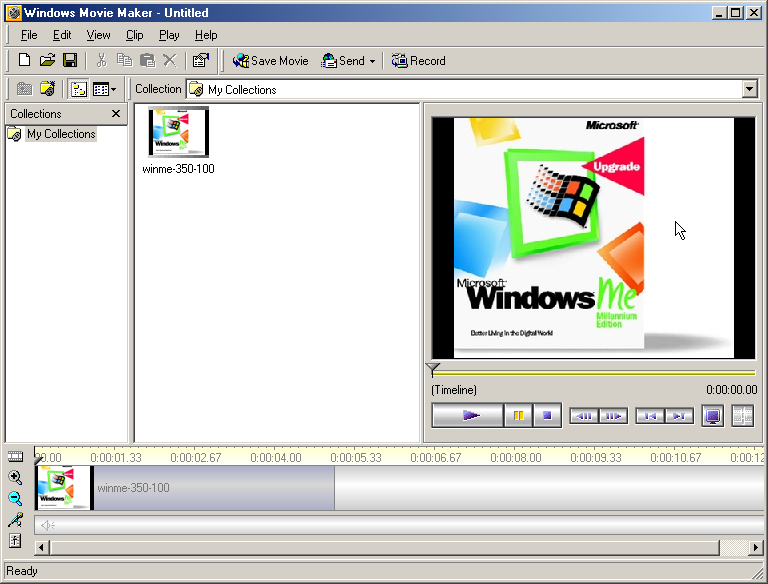 Windows Movie Maker - Untitled
File Edit View Clip Play Help
Save Movie Send Record
Collection My Collections
Collections
My Collections
winme-350-100
Microsoft
Upgrade
Microsoft
Windows Me
Millennium
Edition
Better Living in the Digital World
(Timeline) 0:00:00.00
00.00 0:00:01.33 0:00:02.67 0:00:04.00 0:00:05.33 0:00:06.67 0:00:08.00 0:00:09.33 0:00:10.67 0:00:12
winme-350-100
Ready